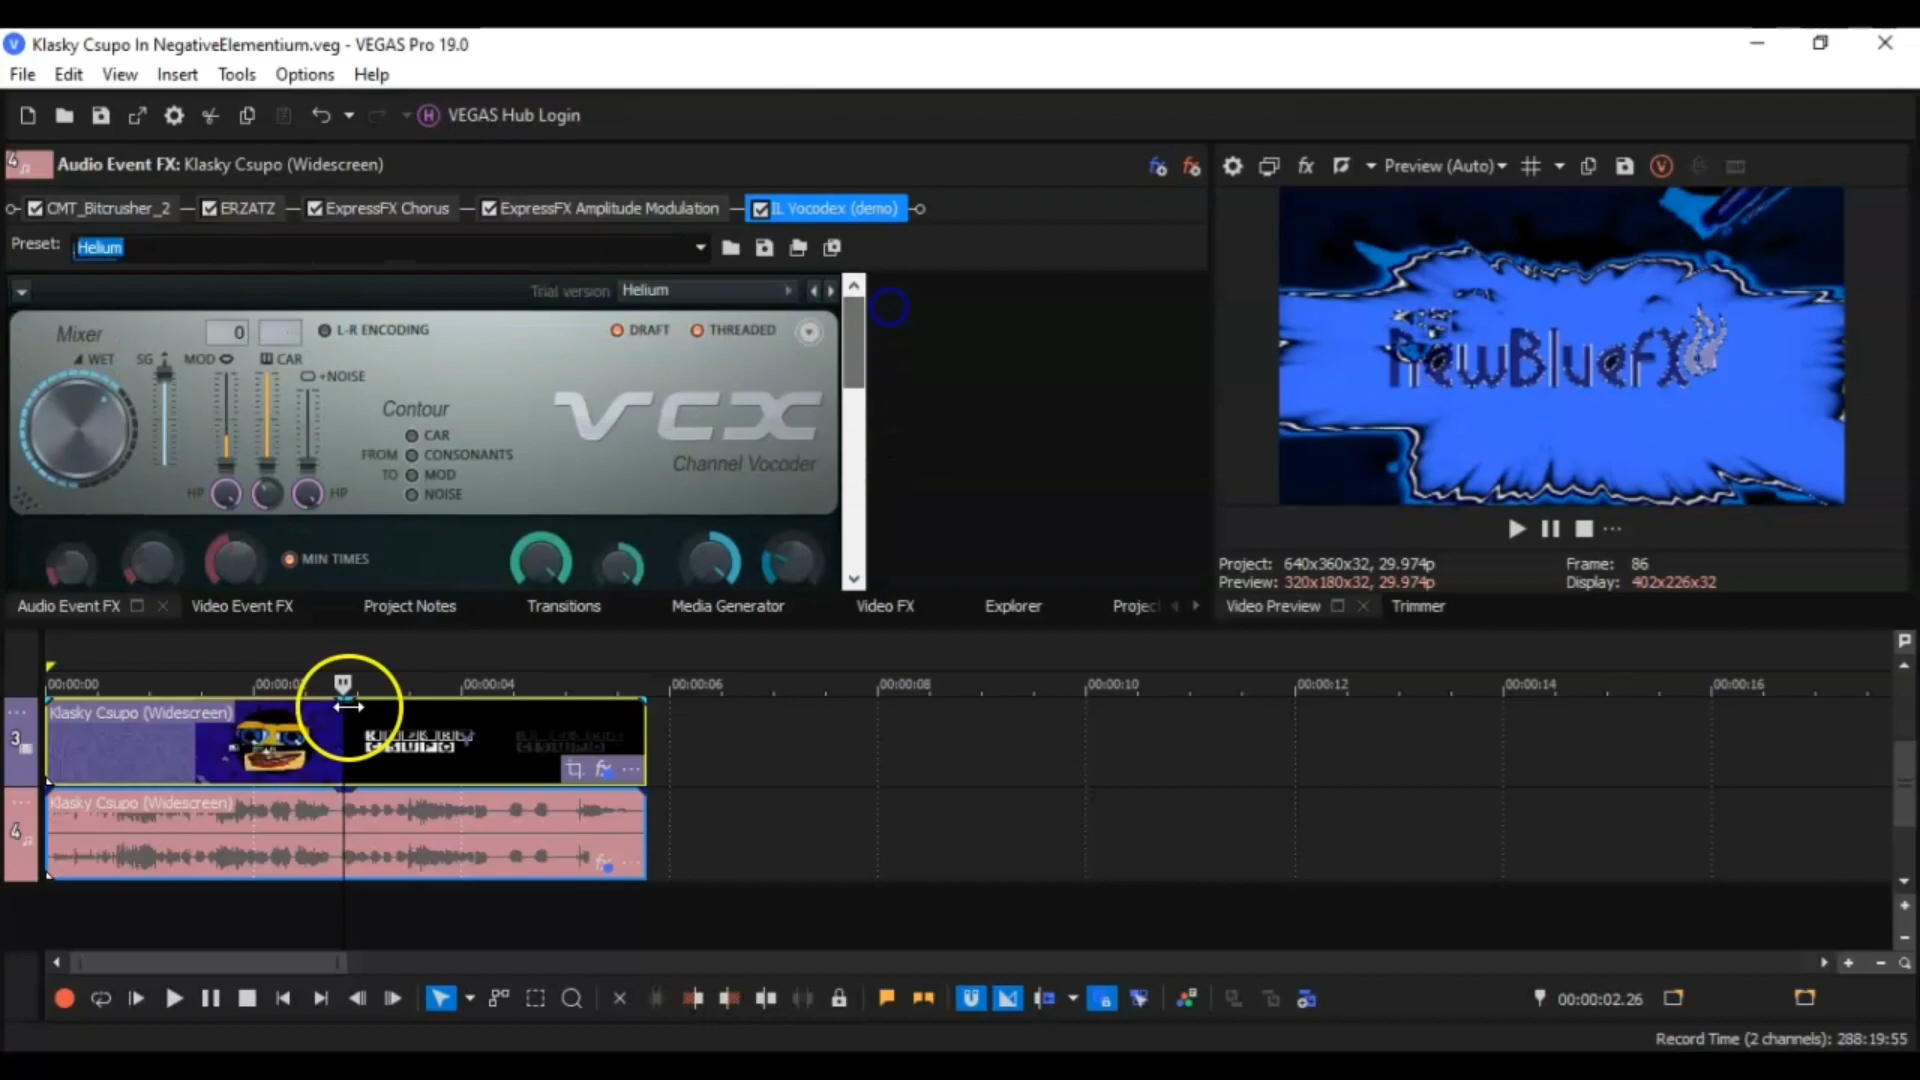 Klasky Csupo In NegativeElementium.veg - VEGAS Pro 19.0
File Edit View Insert Tools Options Help
VEGAS Hub Login
4 Audio Event FX: Klasky Csupo (Widescreen)
fx Preview (Auto)
CMT_Bitcrusher_2 ERZATZ ExpressFX Chorus ExpressFX Amplitude Modulation IL Vocodex (demo)
Preset: Helium
Trial version Helium
Mixer 0 L-R ENCODING DRAFT THREADED
WET SG MOD CAR
+NOISE
Contour
CAR
FROM CONSONANTS
TO MOD
NOISE
HP HP
VCX
Channel Vocoder
MIN TIMES
NewBlueFX
Project: 640x360x32, 29.974p Frame: 86
Preview: 320x180x32, 29.974p Display: 402x226x32
Audio Event FX Video Event FX Project Notes Transitions Media Generator Video FX Explorer Projec
Video Preview Trimmer
00:00:00 00:00:02 00:00:04 00:00:06 00:00:08 00:00:10 00:00:12 00:00:14 00:00:16
3 Klasky Csupo (Widescreen)
CSUPO
fx
4 Klasky Csupo (Widescreen)
fx
00:00:02.26
Record Time (2 channels): 288:19:55